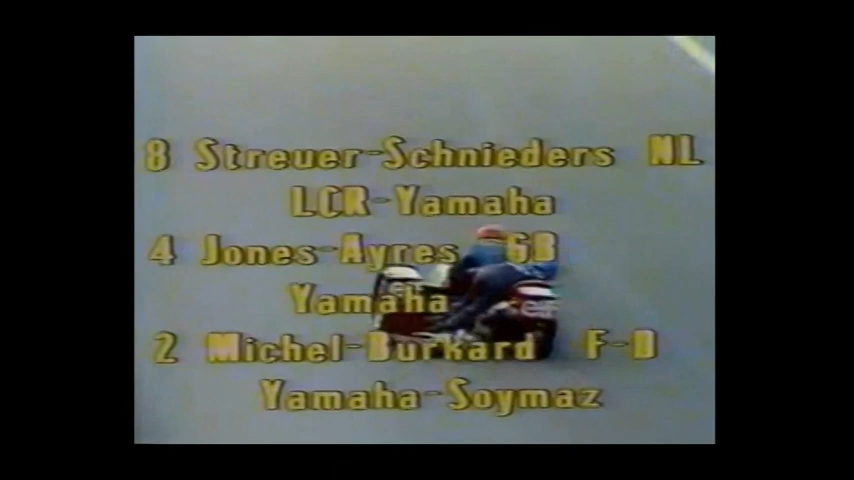 8 Streuer-Schnieders NL
LCR-Yamaha
4 Jones-Ayres GB
Yamaha
2 Michel-Burkard F-D
Yamaha-Soymaz